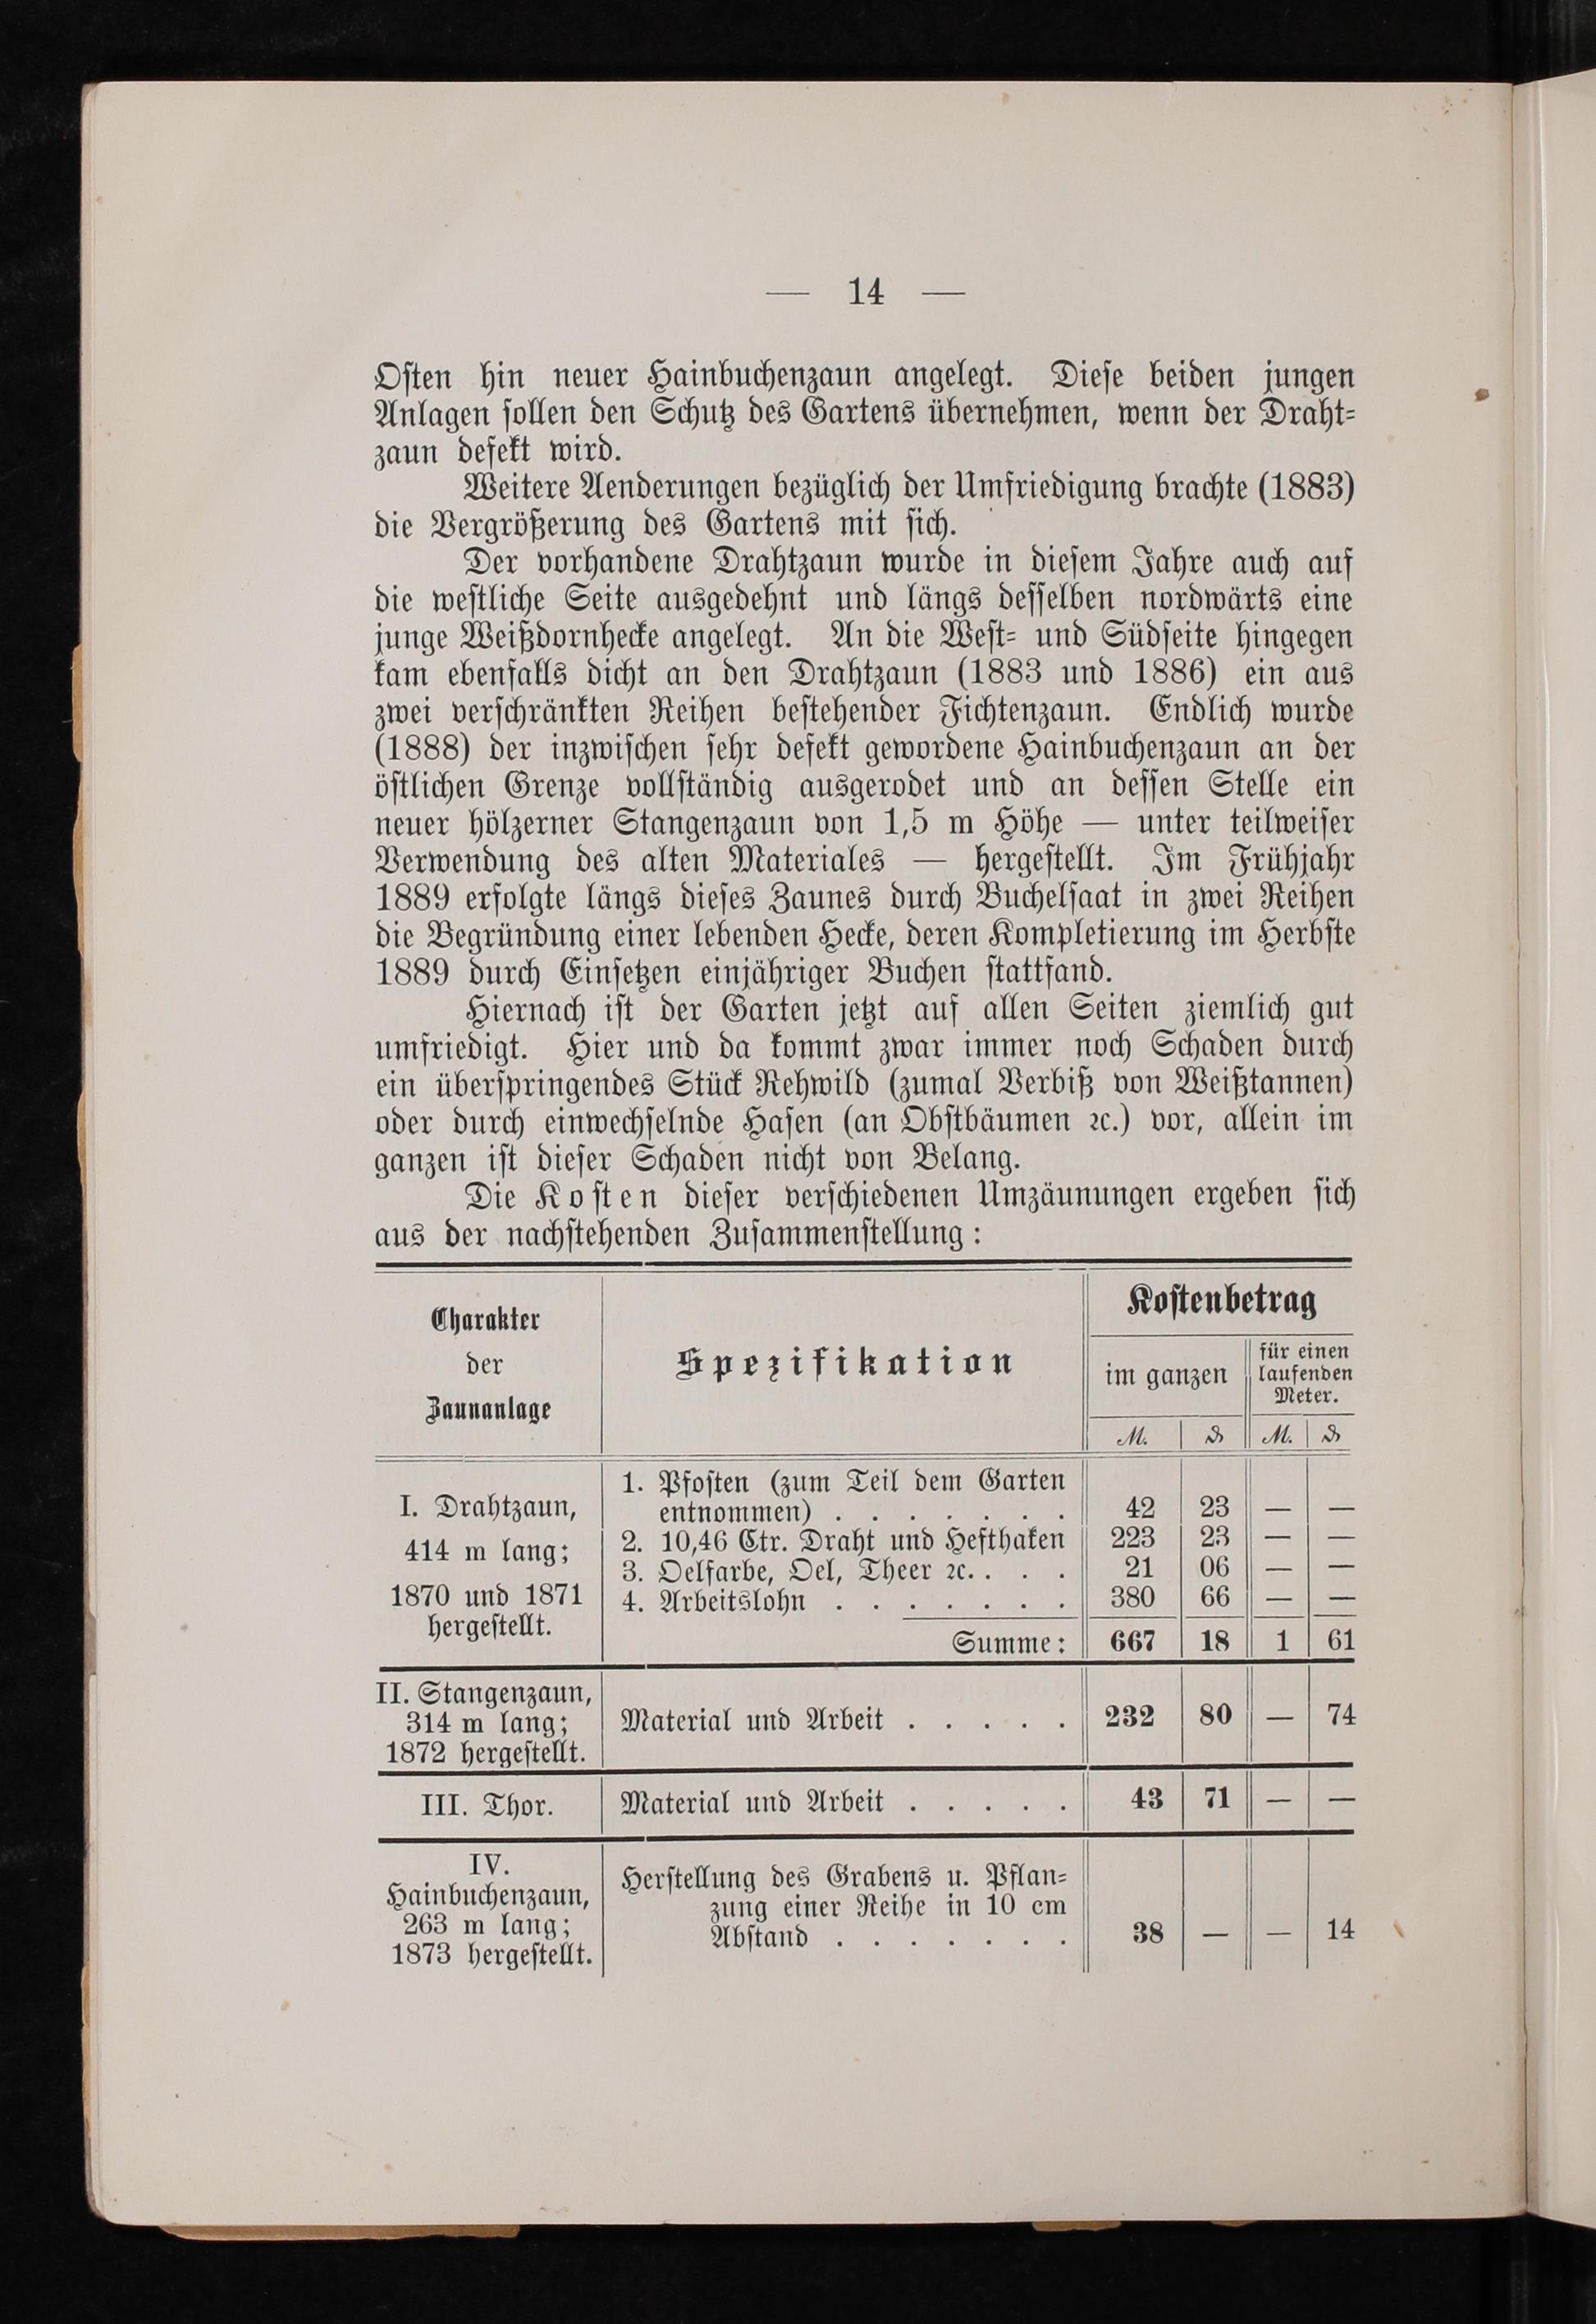 — 14 —
Osten hin neuer Hainbuchenzaun angelegt. Diese beiden jungen
Anlagen sollen den Schutz des Gartens übernehmen, wenn der Draht-
zaun defekt wird.
Weitere Aenderungen bezüglich der Umfriedigung brachte (1883)
die Vergrößerung des Gartens mit sich.
Der vorhandene Drahtzaun wurde in diesem Jahre auch auf
die westliche Seite ausgedehnt und längs desselben nordwärts eine
junge Weißdornhecke angelegt. An die West- und Südseite hingegen
kam ebenfalls dicht an den Drahtzaun (1883 und 1886) ein aus
zwei verschränkten Reihen bestehender Fichtenzaun. Endlich wurde
(1888) der inzwischen sehr defekt gewordene Hainbuchenzaun an der
östlichen Grenze vollständig ausgerodet und an dessen Stelle ein
neuer hölzerner Stangenzaun von 1,5 m Höhe — unter teilweiser
Verwendung des alten Materiales — hergestellt. Im Frühjahr
1889 erfolgte längs dieses Zaunes durch Buchelsaat in zwei Reihen
die Begründung einer lebenden Hecke, deren Kompletierung im Herbste
1889 durch Einsetzen einjähriger Buchen stattfand.
Hiernach ist der Garten jetzt auf allen Seiten ziemlich gut
umfriedigt. Hier und da kommt zwar immer noch Schaden durch
ein überspringendes Stück Rehwild (zumal Verbiß von Weißtannen)
oder durch einwechselnde Hasen (an Obstbäumen ꝛc.) vor, allein im
ganzen ist dieser Schaden nicht von Belang.
Die Kosten dieser verschiedenen Umzäunungen ergeben sich
aus der nachstehenden Zusammenstellung:
Charakter
der
Zaunanlage
Spezifikation
Kostenbetrag
im ganzen
für einen
laufenden
Meter.
ℳ. ₰ ℳ. ₰
I. Drahtzaun,
414 m lang;
1870 und 1871
hergestellt.
1. Pfosten (zum Teil dem Garten
entnommen) . . . . . . . 42 23 — —
2. 10,46 Ctr. Draht und Hefthaken 223 23 — —
3. Oelfarbe, Oel, Theer ꝛc. . . . 21 06 — —
4. Arbeitslohn . . . . . . . 380 66 — —
Summe: 667 18 1 61
II. Stangenzaun,
314 m lang;
1872 hergestellt.
Material und Arbeit . . . . . 232 80 — 74
III. Thor. Material und Arbeit . . . . . 43 71 — —
IV.
Hainbuchenzaun,
263 m lang;
1873 hergestellt.
Herstellung des Grabens u. Pflan-
zung einer Reihe in 10 cm
Abstand . . . . . . . 38 — — 14